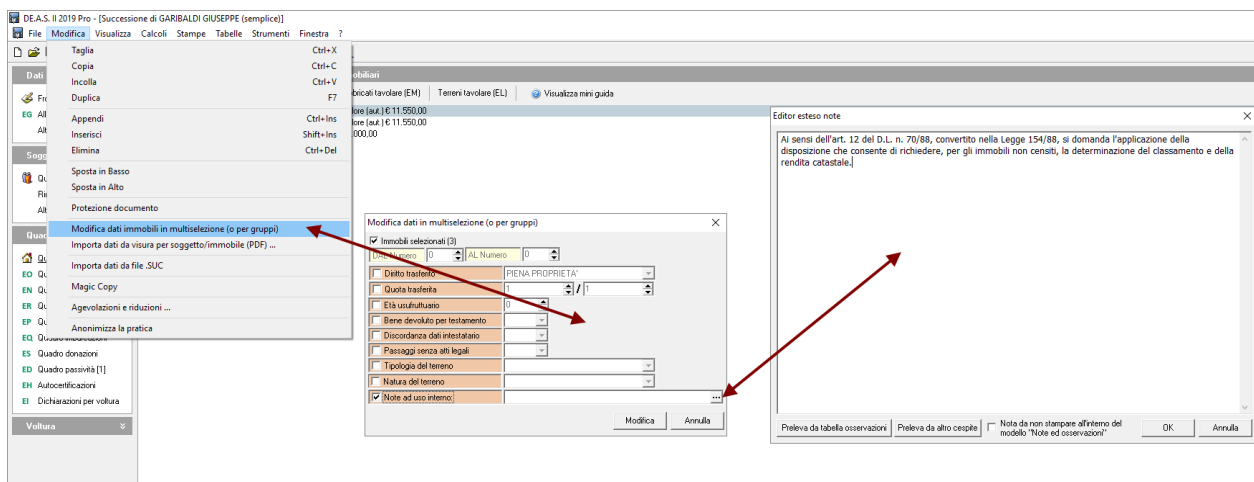 DE.A.S. II 2019 Pro - [Successione di GARIBALDI GIUSEPPE (semplice)]
File Modifica Visualizza Calcoli Stampe Tabelle Strumenti Finestra ?
Taglia Ctrl+X
Copia Ctrl+C
Incolla Ctrl+V
Duplica F7
Appendi Ctrl+Ins
Inserisci Shift+Ins
Elimina Ctrl+Del
Sposta in Basso
Sposta in Alto
Protezione documento
Modifica dati immobili in multiselezione (o per gruppi)
Importa dati da visura per soggetto/immobile (PDF) ...
Importa dati da file .SUC
Magic Copy
Agevolazioni e riduzioni ...
Anonimizza la pratica
Dati
EG
EO
EN
ER
EP
EQ
ES Quadro donazioni
ED Quadro passività [1]
EH Autocertificazioni
EI Dichiarazioni per voltura
Voltura
obiliari
bricati tavolare (EM) Terreni tavolare (EL) Visualizza mini guida
lore (aut.) € 11.550,00
lore (aut.) € 11.550,00
000,00
Modifica dati in multiselezione (o per gruppi)
Immobili selezionati (3)
DAL Numero 0 AL Numero 0
Diritto trasferito PIENA PROPRIETA'
Quota trasferita 1 / 1
Età usufruttuario 0
Bene devoluto per testamento
Discordanza dati intestatario
Passaggi senza atti legali
Tipologia del terreno
Natura del terreno
Note ad uso interno: ...
Modifica Annulla
Editor esteso note
Ai sensi dell'art. 12 del D.L. n. 70/88, convertito nella Legge 154/88, si domanda l'applicazione della
disposizione che consente di richiedere, per gli immobili non censiti, la determinazione del classamento e della
rendita catastale.
Preleva da tabella osservazioni Preleva da altro cespite Nota da non stampare all'interno del
modello "Note ed osservazioni" OK Annulla